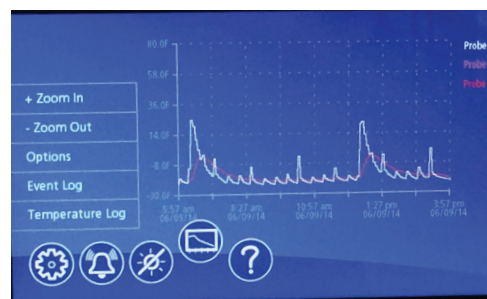 80.0F
58.0F
36.0F
14.0F
-8.0F
-30.0F
Probe
Probe
Probe
+ Zoom In
- Zoom Out
Options
Event Log
Temperature Log
5:57 am
06/09/14
8:27 am
06/09/14
10:57 am
06/09/14
1:27 pm
06/09/14
3:57 pm
06/09/14
?